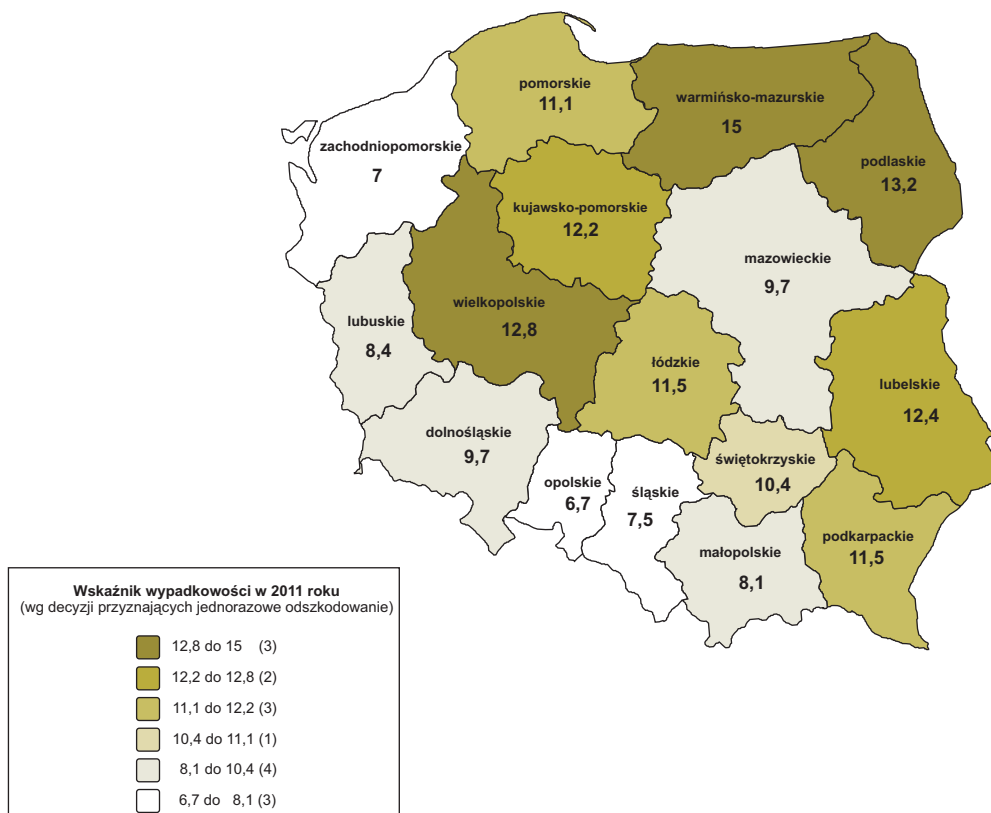 pomorskie
11,1
warmińsko-mazurskie
15
zachodniopomorskie
7
podlaskie
13,2
kujawsko-pomorskie
12,2
mazowieckie
9,7
wielkopolskie
12,8
lubuskie
8,4
łódzkie
11,5
lubelskie
12,4
dolnośląskie
9,7
świętokrzyskie
10,4
opolskie
6,7
śląskie
7,5
małopolskie
8,1
podkarpackie
11,5
Wskaźnik wypadkowości w 2011 roku
(wg decyzji przyznających jednorazowe odszkodowanie)
12,8 do 15 (3)
12,2 do 12,8 (2)
11,1 do 12,2 (3)
10,4 do 11,1 (1)
8,1 do 10,4 (4)
6,7 do 8,1 (3)